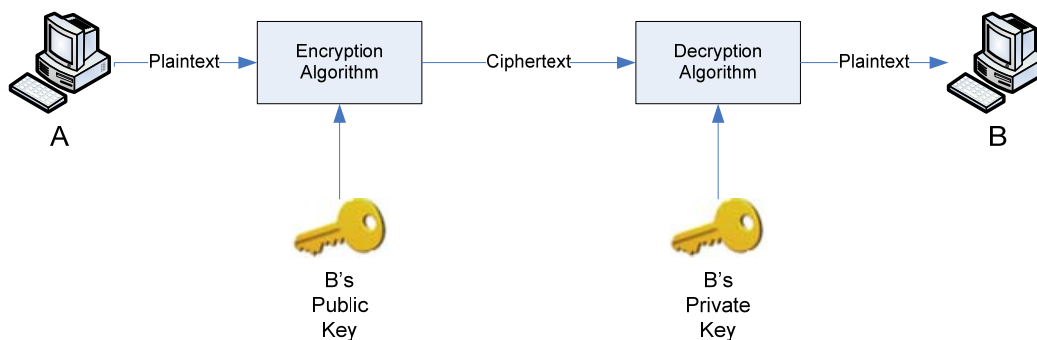 Plaintext
Encryption
Algorithm
Ciphertext
Decryption
Algorithm
Plaintext
A
B
B's
Public
Key
B's
Private
Key